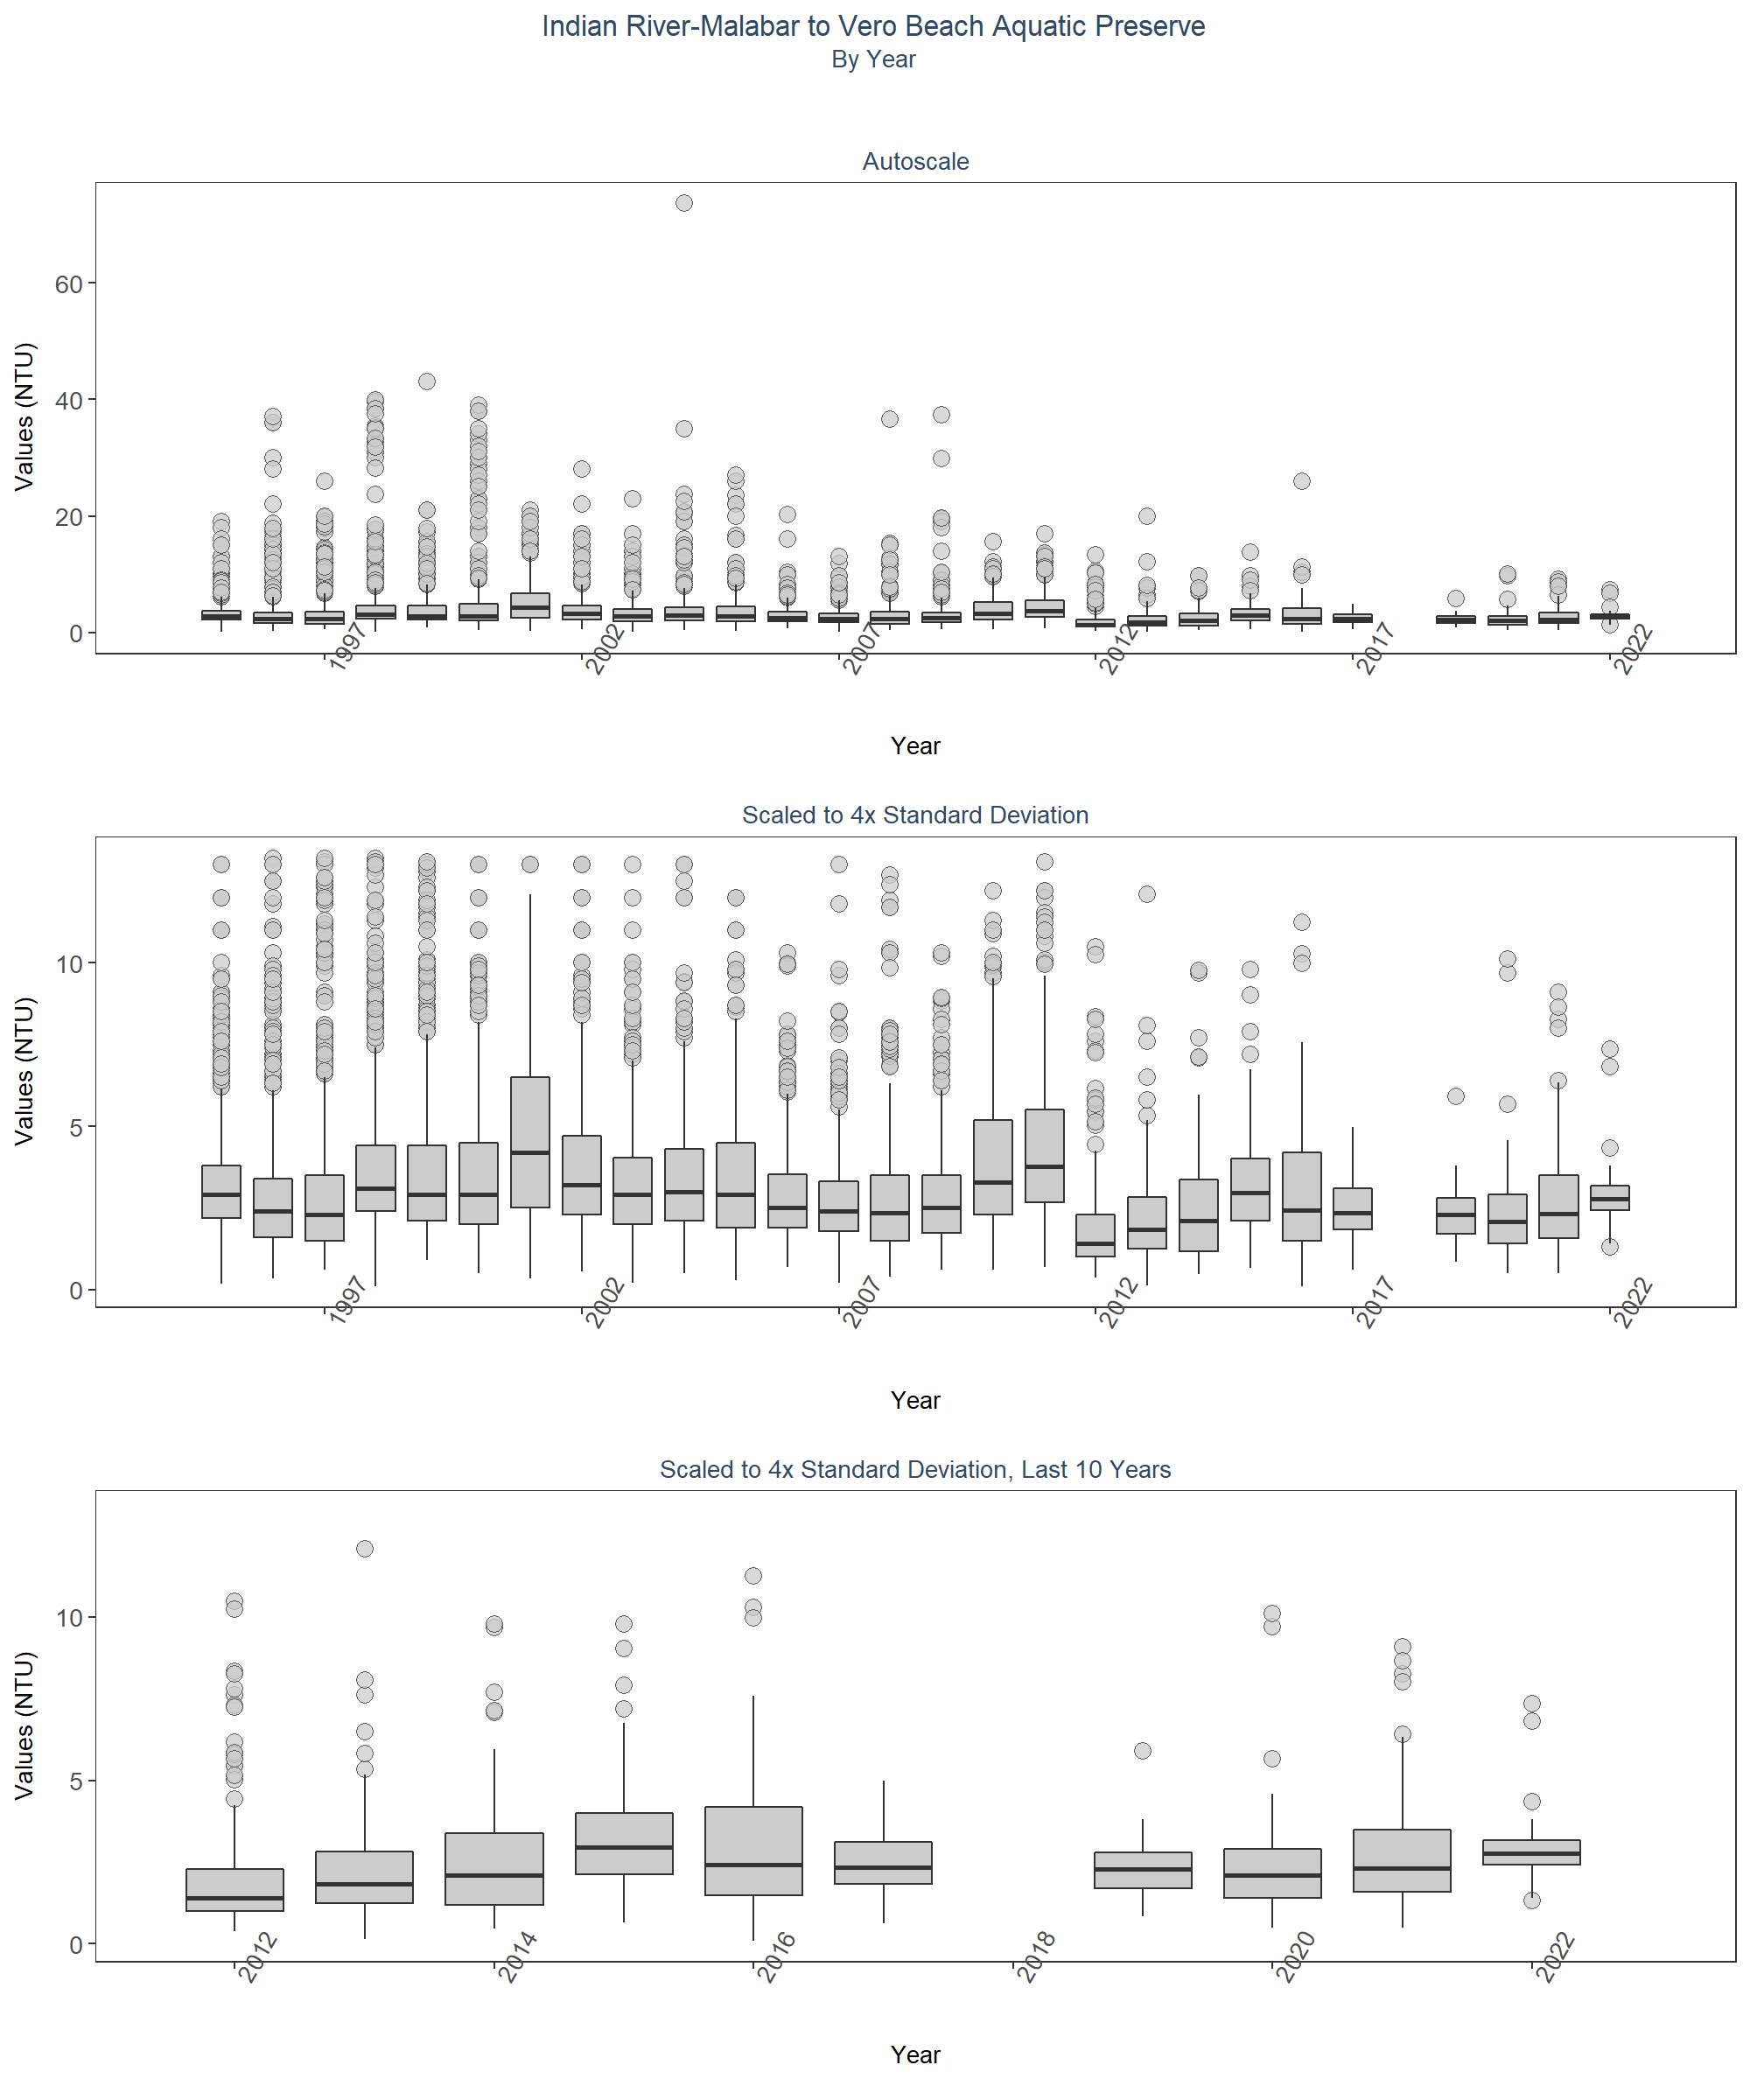 Indian River-Malabar to Vero Beach Aquatic Preserve
By Year
Autoscale
Values (NTU)
60
40
20
0
1997
2002
2007
2012
2017
2022
Year
Scaled to 4x Standard Deviation
Values (NTU)
10
5
0
1997
2002
2007
2012
2017
2022
Year
Scaled to 4x Standard Deviation, Last 10 Years
Values (NTU)
10
5
0
2012
2014
2016
2018
2020
2022
Year